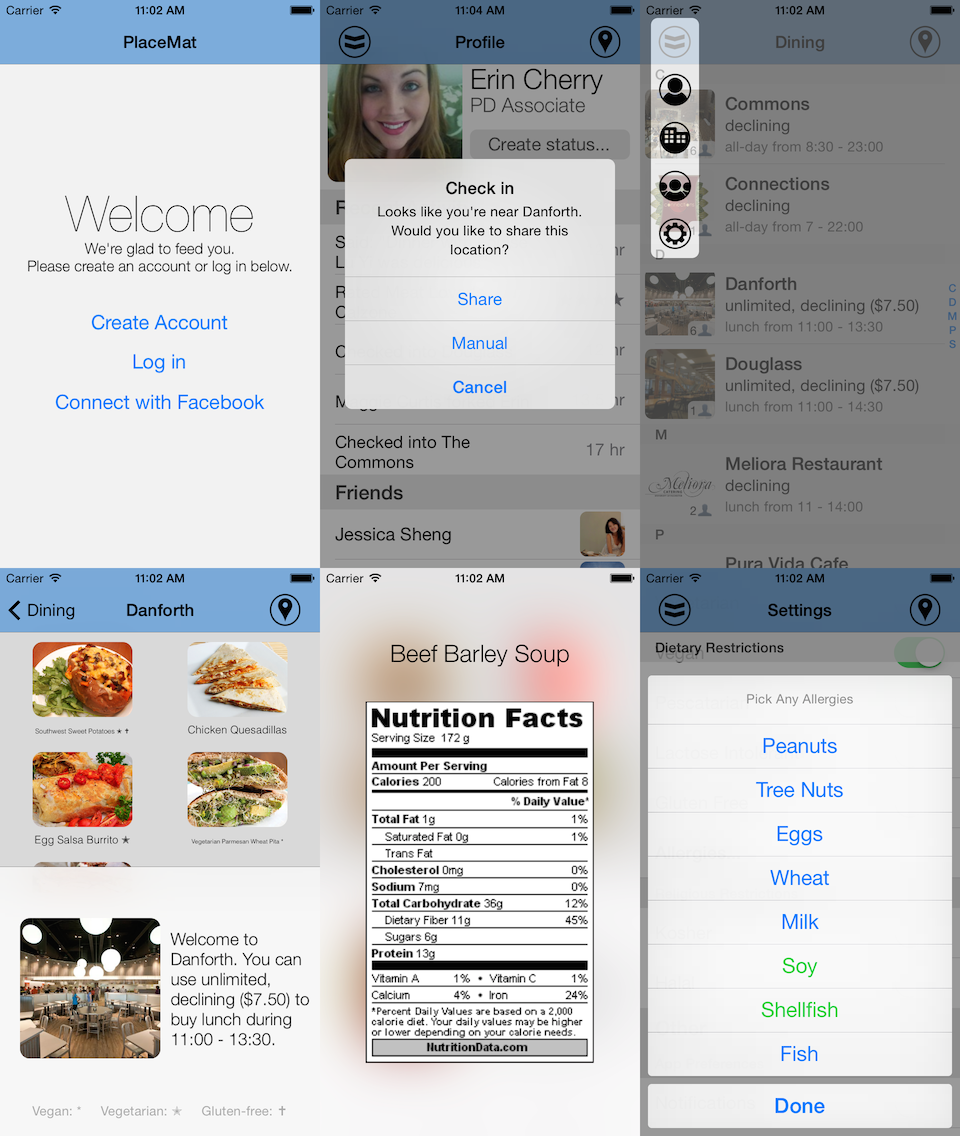 Carrier 11:02 AM
PlaceMat
Welcome
We're glad to feed you.
Please create an account or log in below.
Create Account
Log in
Connect with Facebook
Carrier 11:04 AM
Profile
Erin Cherry
PD Associate
Create status...
Check in
Looks like you're near Danforth.
Would you like to share this
location?
Share
Manual
Cancel
hr
hr
hr
Checked into The
Commons
17 hr
Friends
Jessica Sheng
Carrier 11:02 AM
Dining
C
Commons
declining
all-day from 8:30 - 23:00
6
Connections
declining
all-day from 7 - 22:00
1
D
Danforth
unlimited, declining ($7.50)
lunch from 11:00 - 13:30
6
Douglass
unlimited, declining ($7.50)
lunch from 11:00 - 14:30
1
M
Meliora Restaurant
declining
lunch from 11 - 14:00
Meliora
2
P
Pura Vida Cafe
C
D
M
P
S
Carrier 11:02 AM
Dining
Danforth
Southwest Sweet Potatoes ★ ✝
Chicken Quesadillas
Egg Salsa Burrito ★
Vegetarian Parmesan Wheat Pita *
Welcome to
Danforth. You can
use unlimited,
declining ($7.50) to
buy lunch during
11:00 - 13:30.
Vegan: * Vegetarian: ★ Gluten-free: ✝
Carrier 11:02 AM
Beef Barley Soup
Nutrition Facts
Serving Size 172 g
Amount Per Serving
Calories 200 Calories from Fat 8
% Daily Value*
Total Fat 1g 1%
Saturated Fat 0g 1%
Trans Fat
Cholesterol 0mg 0%
Sodium 7mg 0%
Total Carbohydrate 36g 12%
Dietary Fiber 11g 45%
Sugars 6g
Protein 13g
Vitamin A 1% • Vitamin C 1%
Calcium 4% • Iron 24%
*Percent Daily Values are based on a 2,000
calorie diet. Your daily values may be higher
or lower depending on your calorie needs.
NutritionData.com
Carrier 11:02 AM
Settings
Dietary Restrictions
Vegan
Pick Any Allergies
Peanuts
Tree Nuts
Eggs
Wheat
Milk
Soy
Shellfish
Fish
Done